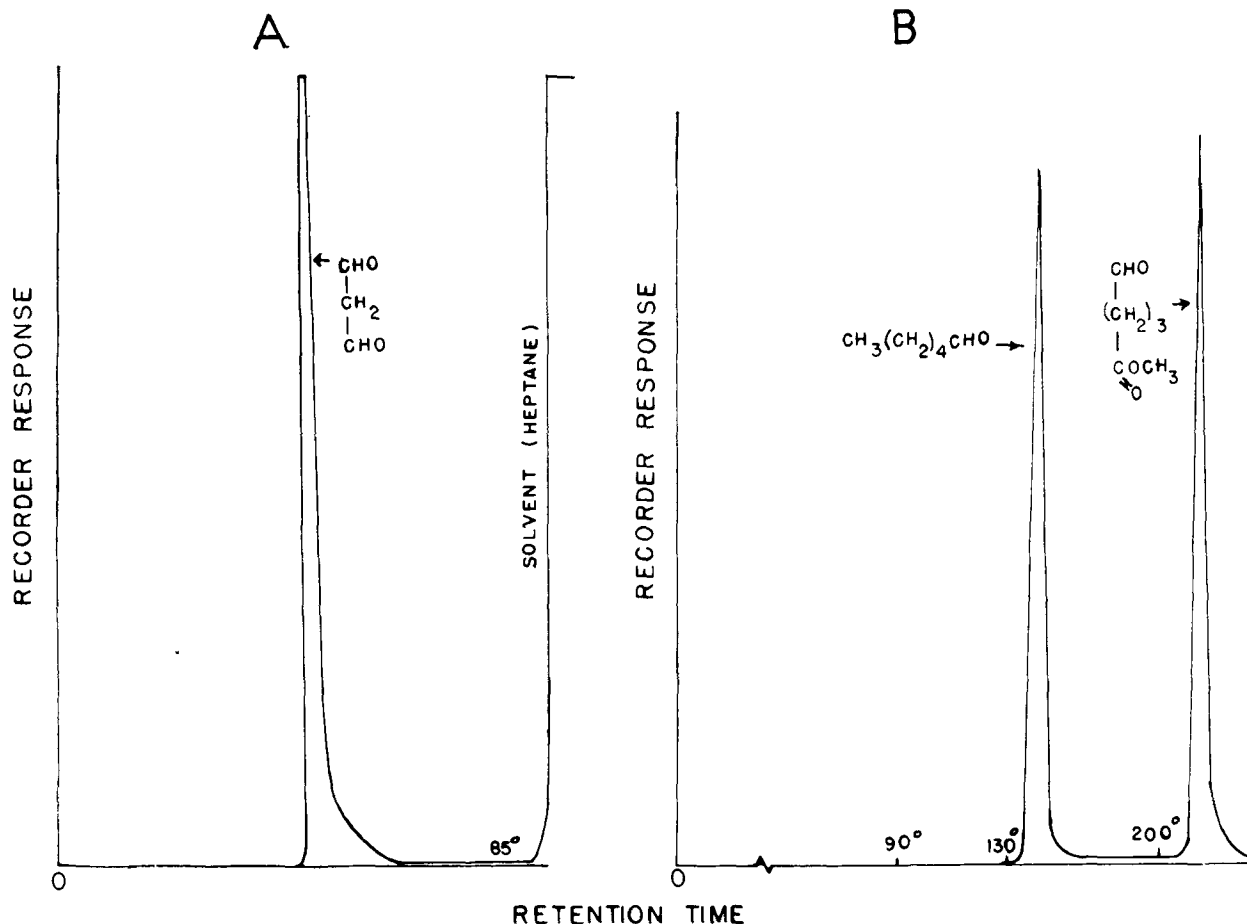 A
RECORDER RESPONSE
CHO
CH₂
CHO
SOLVENT (HEPTANE)
85°
0
B
RECORDER RESPONSE
CH₃(CH₂)₄CHO
CHO
(CH₂)₃
COCH₃
O
90°
130°
200°
0
RETENTION TIME